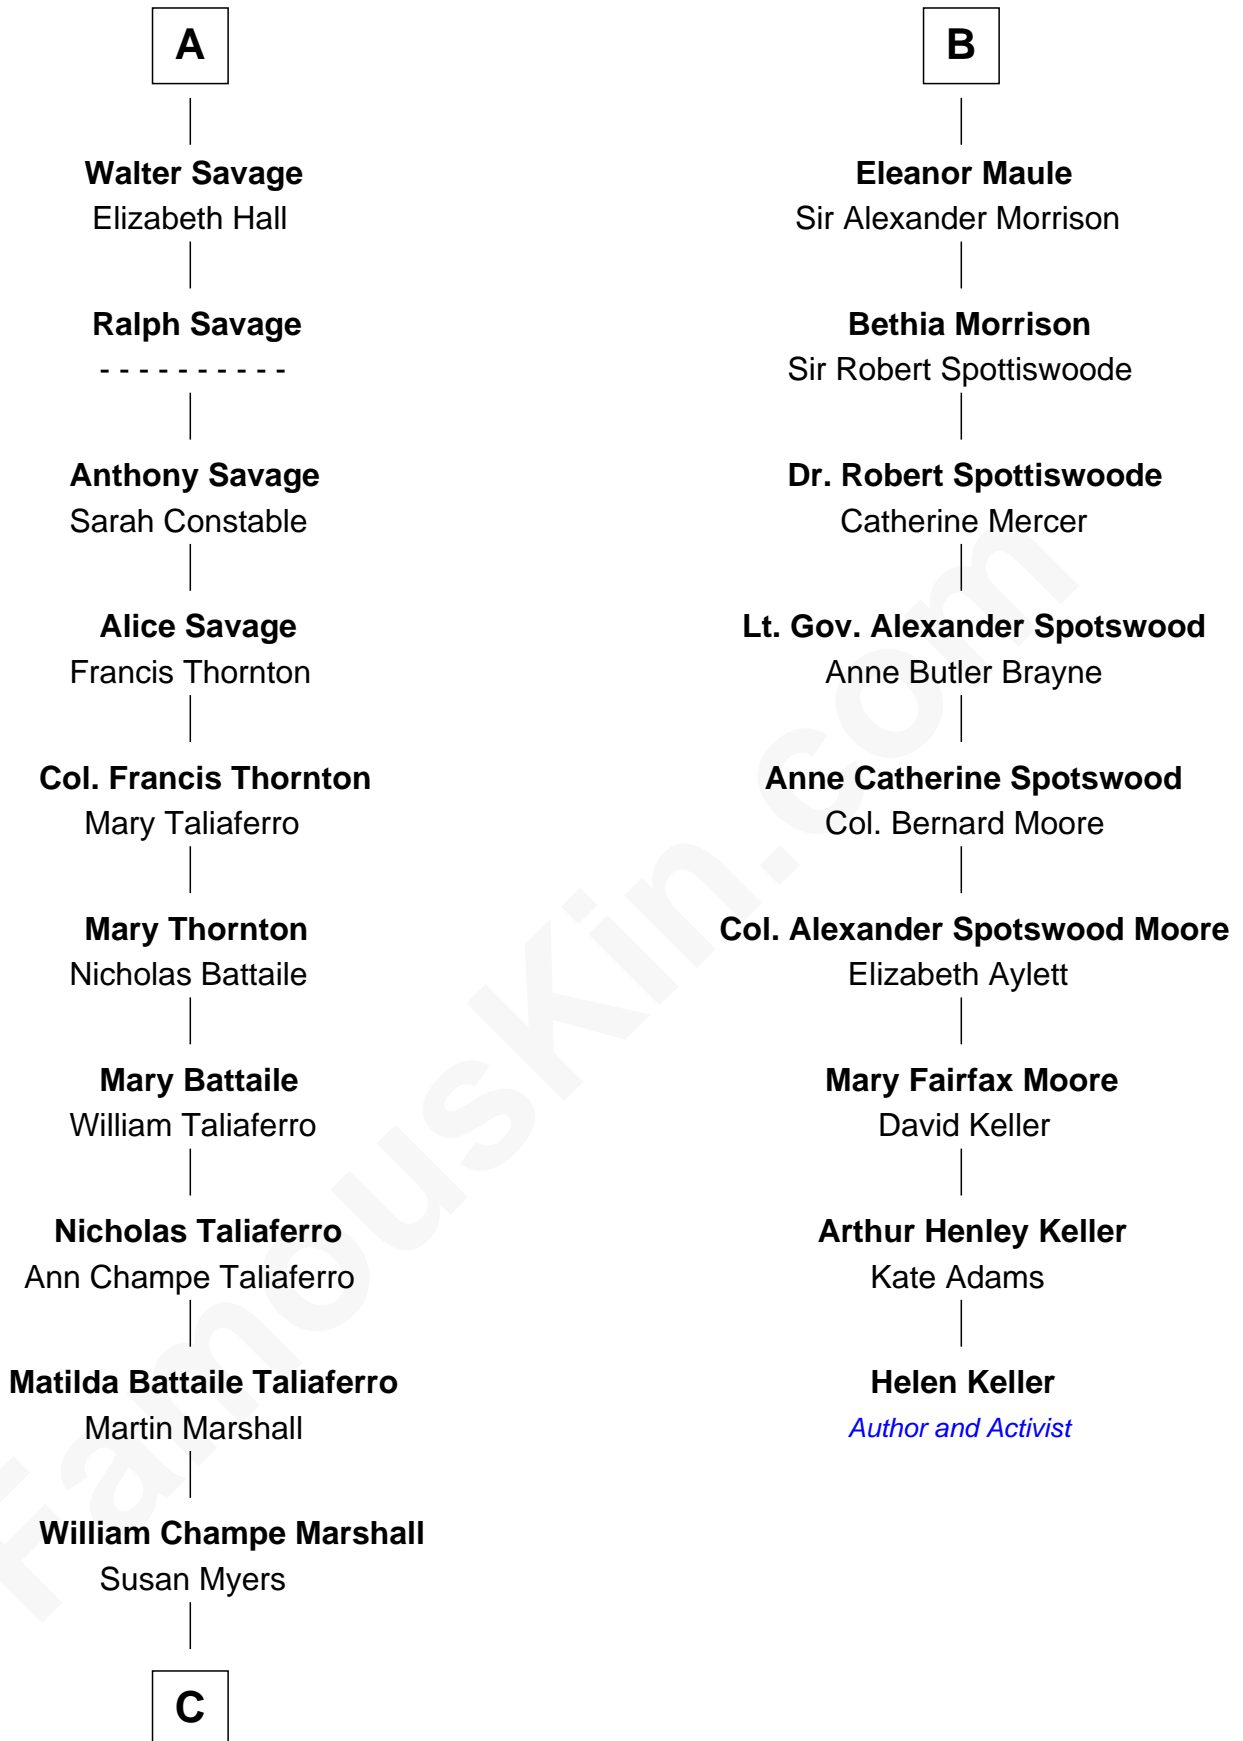 A
Walter Savage
Elizabeth Hall
Ralph Savage
- - - - - - - - - -
Anthony Savage
Sarah Constable
Alice Savage
Francis Thornton
Col. Francis Thornton
Mary Taliaferro
Mary Thornton
Nicholas Battaile
Mary Battaile
William Taliaferro
Nicholas Taliaferro
Ann Champe Taliaferro
Matilda Battaile Taliaferro
Martin Marshall
William Champe Marshall
Susan Myers
C
B
Eleanor Maule
Sir Alexander Morrison
Bethia Morrison
Sir Robert Spottiswoode
Dr. Robert Spottiswoode
Catherine Mercer
Lt. Gov. Alexander Spotswood
Anne Butler Brayne
Anne Catherine Spotswood
Col. Bernard Moore
Col. Alexander Spotswood Moore
Elizabeth Aylett
Mary Fairfax Moore
David Keller
Arthur Henley Keller
Kate Adams
Helen Keller
Author and Activist
FamousKin.com